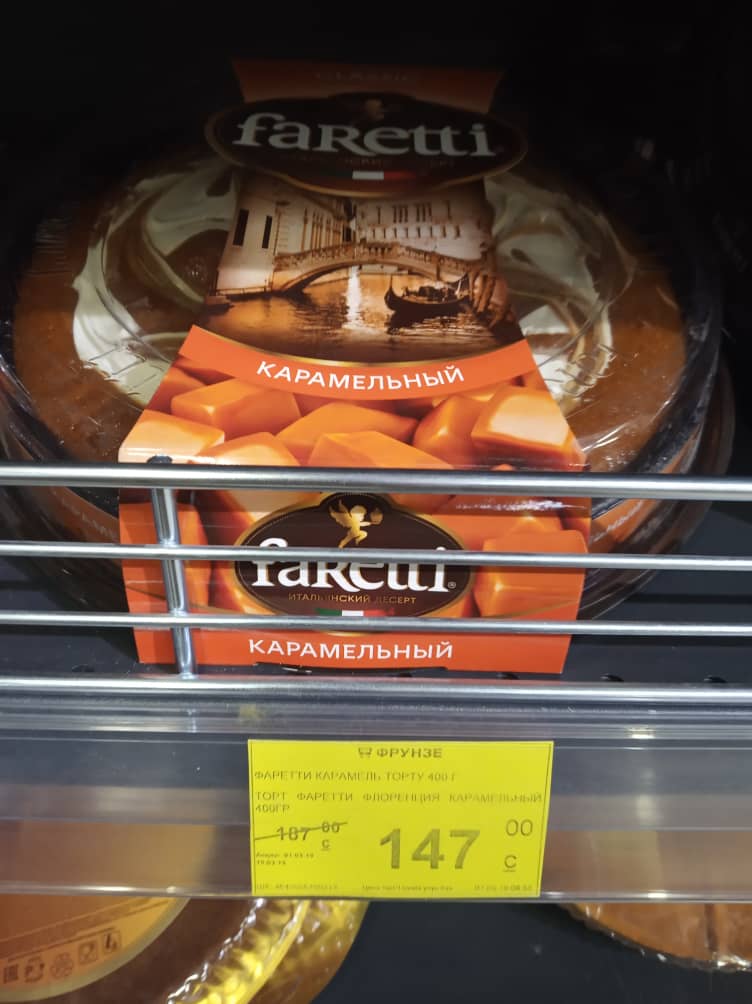 CLASSIC
faretti
КАРАМЕЛЬНЫЙ
faretti®
ИТАЛЬЯНСКИЙ ДЕСЕРТ
КАРАМЕЛЬНЫЙ
ФРУНЗЕ
ФАРЕТТИ КАРАМЕЛЬ ТОРТУ 400 Г
ТОРТ ФАРЕТТИ ФЛОРЕНЦИЯ КАРАМЕЛЬНЫЙ
400ГР
187 00 с
147 00 с